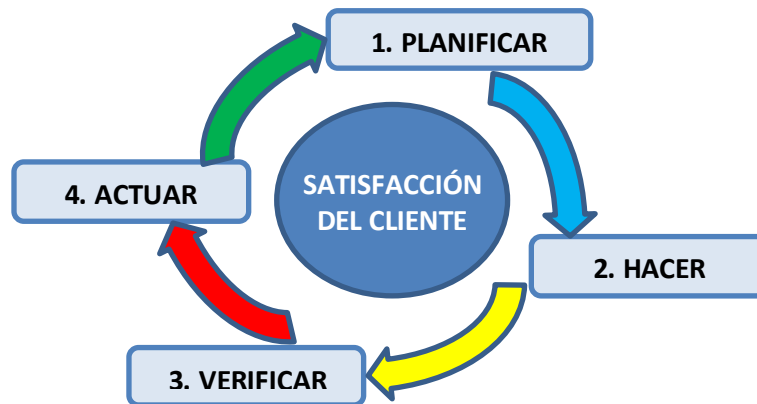 1. PLANIFICAR
SATISFACCIÓN
DEL CLIENTE
4. ACTUAR
2. HACER
3. VERIFICAR